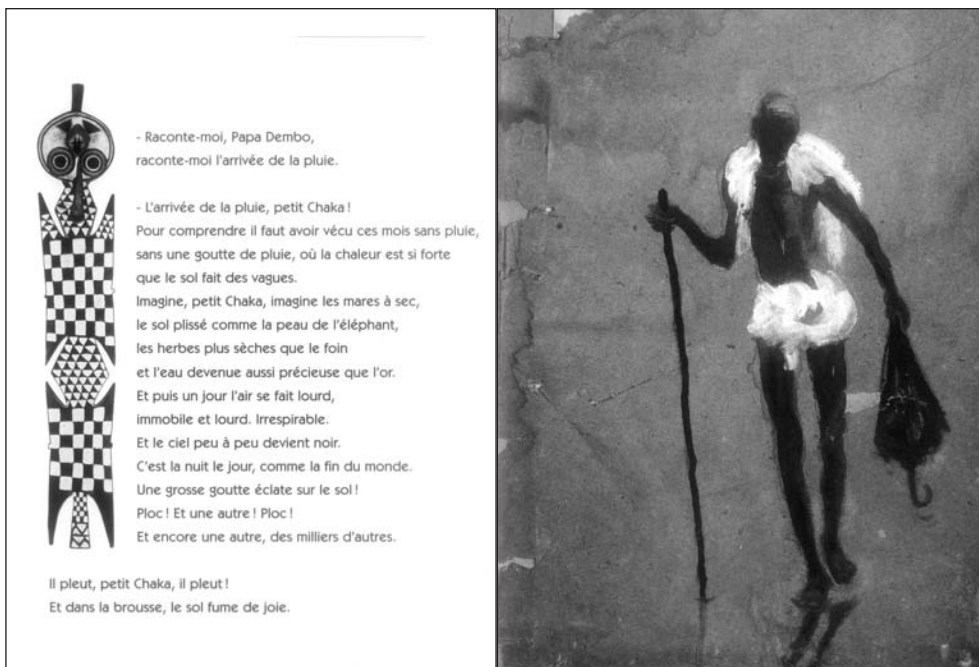 - Raconte-moi, Papa Dembo,
raconte-moi l'arrivée de la pluie.
- L'arrivée de la pluie, petit Chaka !
Pour comprendre il faut avoir vécu ces mois sans pluie,
sans une goutte de pluie, où la chaleur est si forte
que le sol fait des vagues.
Imagine, petit Chaka, imagine les mares à sec,
le sol plissé comme la peau de l'éléphant,
les herbes plus sèches que le foin
et l'eau devenue aussi précieuse que l'or.
Et puis un jour l'air se fait lourd,
immobile et lourd. Irrespirable.
Et le ciel peu à peu devient noir.
C'est la nuit le jour, comme la fin du monde.
Une grosse goutte éclate sur le sol !
Ploc ! Et une autre ! Ploc !
Et encore une autre, des milliers d'autres.
Il pleut, petit Chaka, il pleut !
Et dans la brousse, le sol fume de joie.